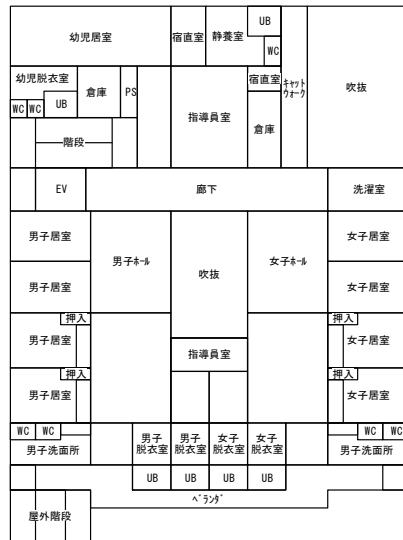 幼児居室
宿直室
静養室
UB
WC
キャット
ウォーク
吹抜
幼児脱衣室
WC
WC
UB
倉庫
PS
指導員室
宿直室
倉庫
階段
EV
廊下
洗濯室
男子居室
男子ホール
吹抜
女子ホール
女子居室
男子居室
女子居室
押入
押入
男子居室
指導員室
女子居室
押入
押入
男子居室
女子居室
WC
WC
男子洗面所
男子
脱衣室
男子
脱衣室
女子
脱衣室
女子
脱衣室
WC
WC
男子洗面所
UB
UB
UB
UB
ベランダ
屋外階段